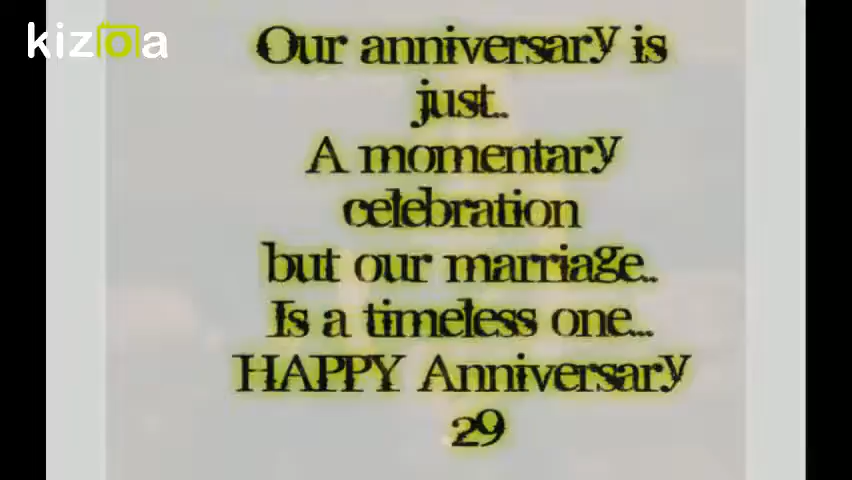 kizoa
Our anniversary is
just..
A momentary
celebration
but our marriage..
Is a timeless one...
HAPPY Anniversary
29